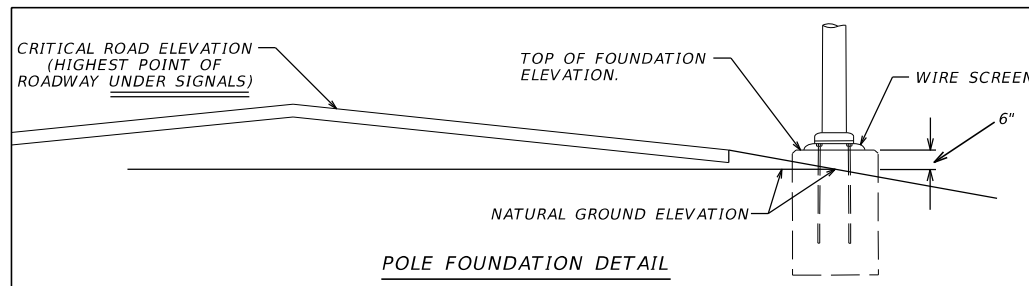 CRITICAL ROAD ELEVATION
(HIGHEST POINT OF
ROADWAY UNDER SIGNALS)
TOP OF FOUNDATION
ELEVATION.
WIRE SCREEN
6"
NATURAL GROUND ELEVATION
POLE FOUNDATION DETAIL